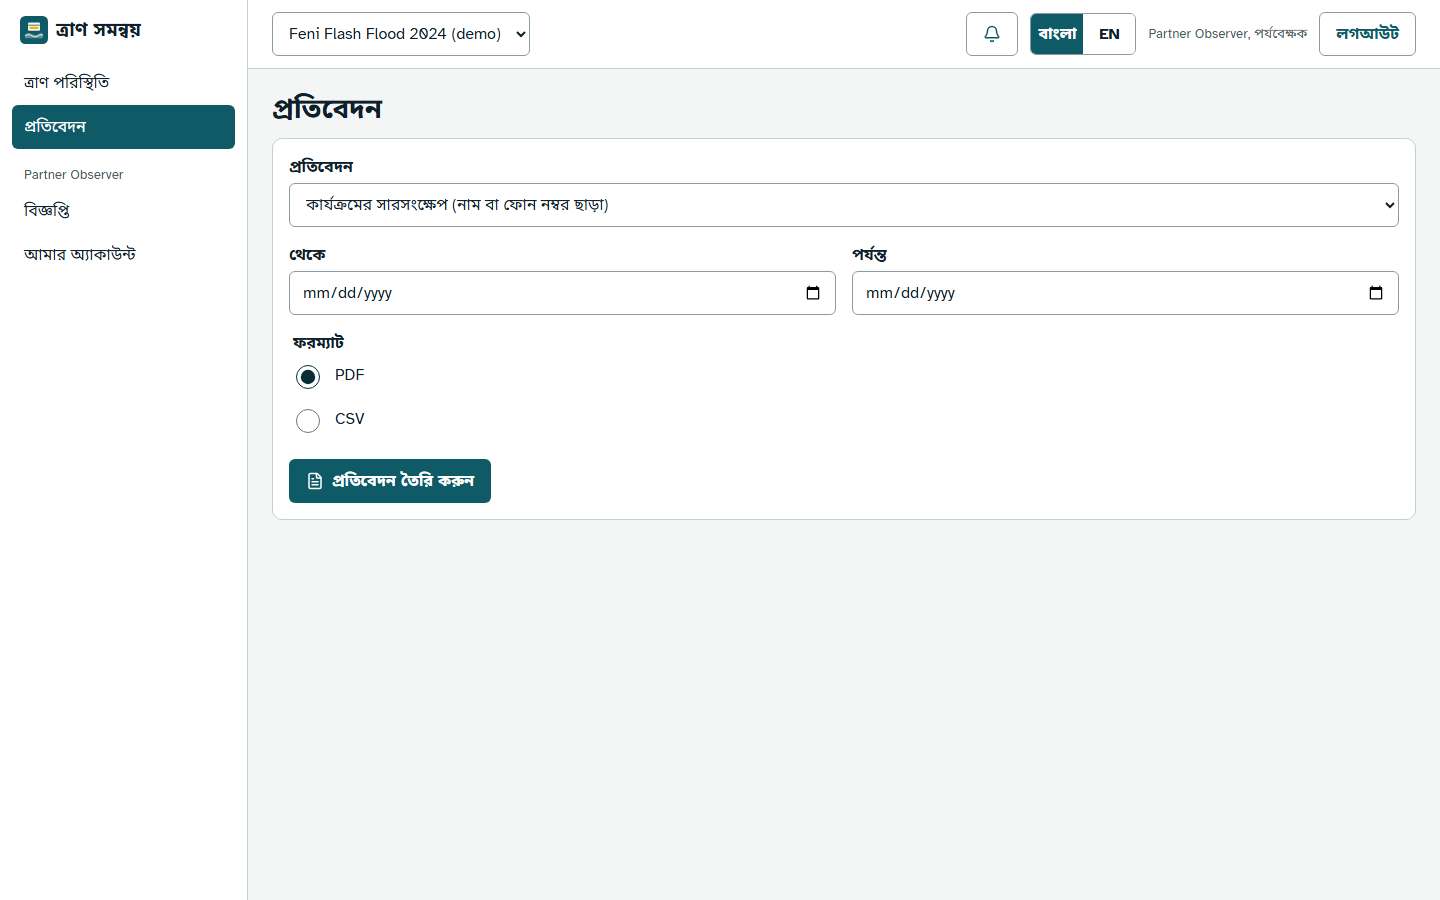 ত্রাণ সমন্বয়
Feni Flash Flood 2024 (demo)
বাংলা
EN
Partner Observer, পর্যবেক্ষক
লগআউট
ত্রাণ পরিস্থিতি
প্রতিবেদন
Partner Observer
বিজ্ঞপ্তি
আমার অ্যাকাউন্ট
প্রতিবেদন
প্রতিবেদন
কার্যক্রমের সারসংক্ষেপ (নাম বা ফোন নম্বর ছাড়া)
থেকে
পর্যন্ত
mm/dd/yyyy
mm/dd/yyyy
ফরম্যাট
PDF
CSV
প্রতিবেদন তৈরি করুন